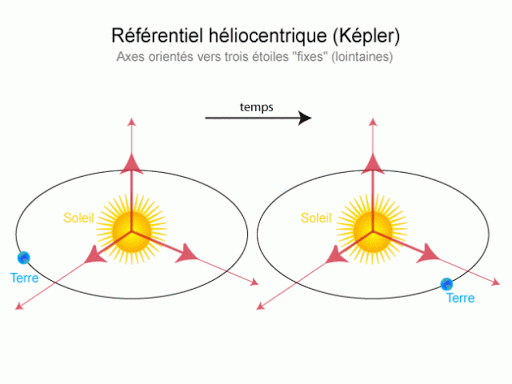 Référentiel héliocentrique (Képler)
Axes orientés vers trois étoiles "fixes" (lointaines)
temps
Soleil
Soleil
Terre
Terre